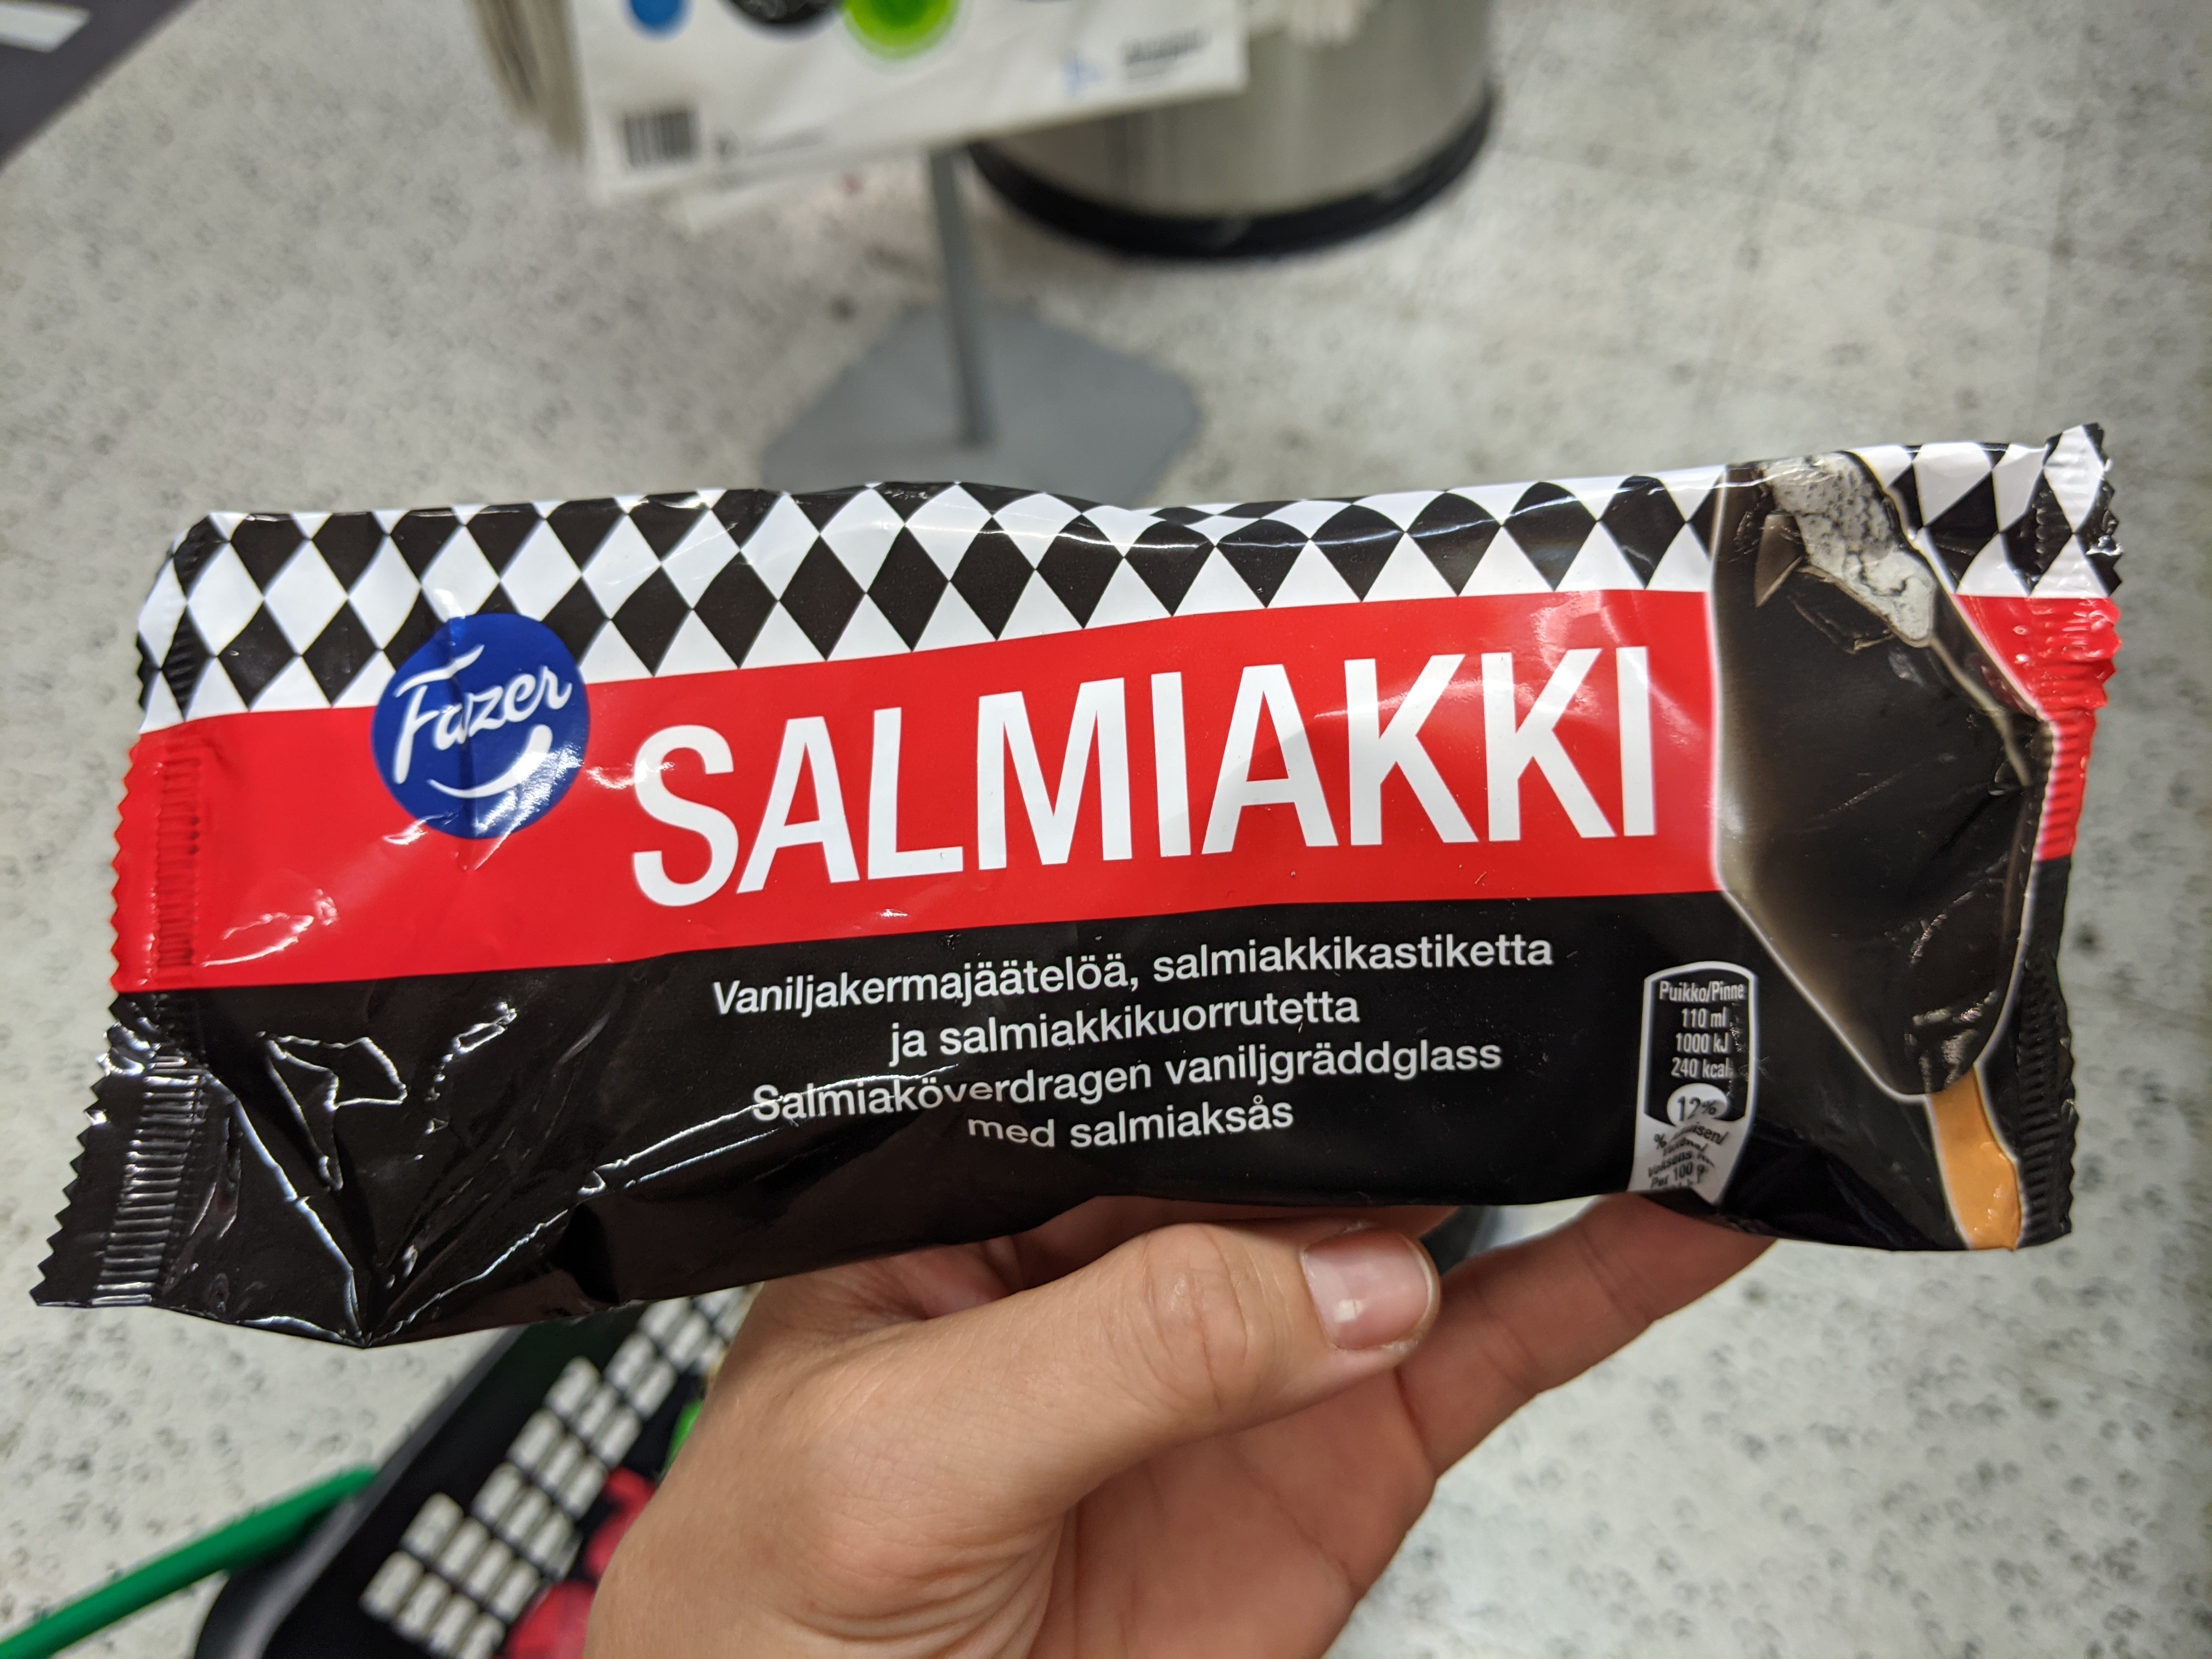 Fazer
SALMIAKKI
Vaniljakermajäätelöä, salmiakkikastiketta
ja salmiakkikuorrutetta
Salmiaköverdragen vaniljgräddglass
med salmiaksås
Puikko/Pinne
110 ml
1000 kJ
240 kcal
12%
100 g